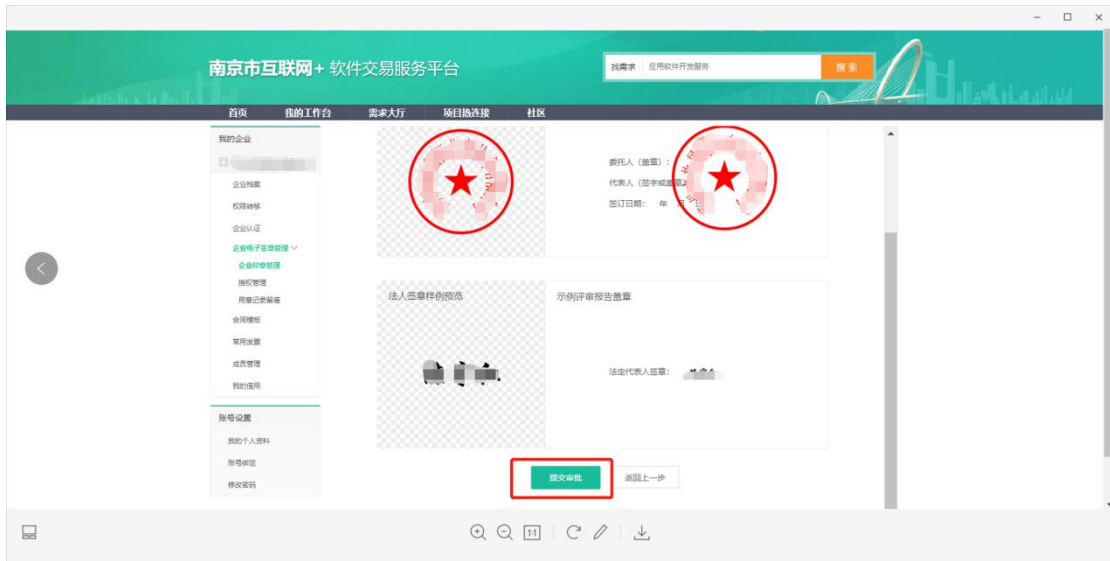 南京市互联网+ 软件交易服务平台
找需求 应用软件开发服务
搜索
首页 我的工作台 需求大厅 项目热连接 社区
我的企业
企业档案
权限转移
企业认证
企业电子签章管理
企业印章管理
授权管理
用章记录留痕
合同模板
常用发票
成员管理
我的信用
账号设置
我的个人资料
账号绑定
修改密码
委托人（盖章）：
代表人（签字或盖章）
签订日期： 年 月 日
法人签章样例预览
示例评审报告盖章
法定代表人签章：
提交审批
返回上一步
1:1